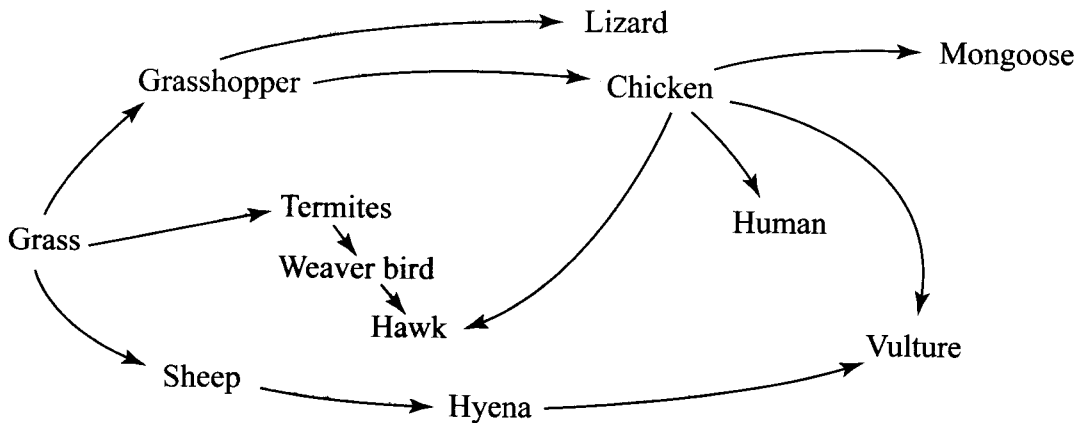 Lizard
Mongoose
Grasshopper
Chicken
Termites
Human
Grass
Weaver bird
Hawk
Vulture
Sheep
Hyena